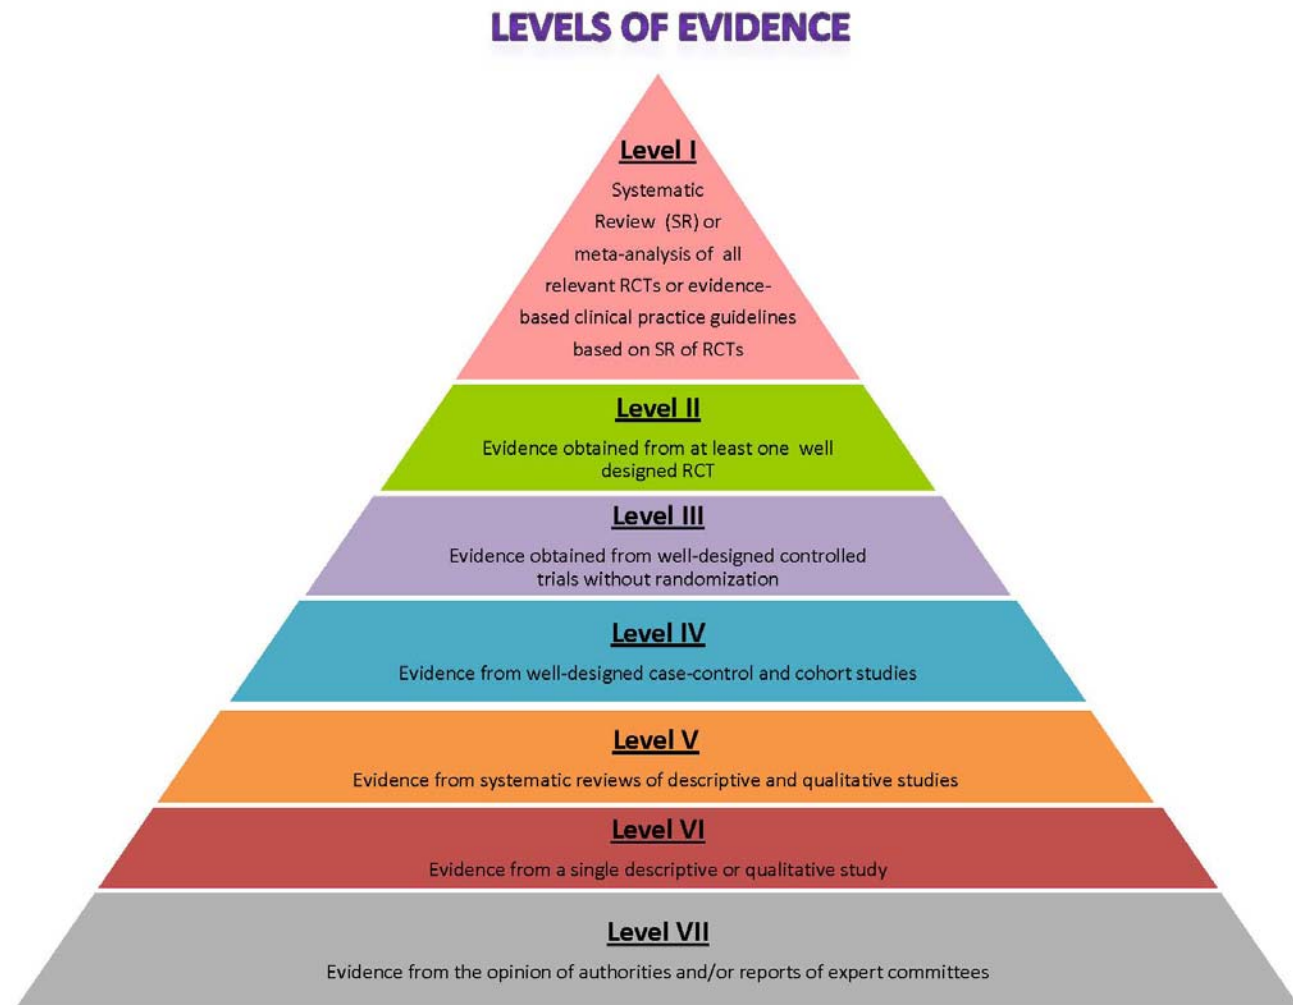 LEVELS OF EVIDENCE
Level I
Systematic
Review (SR) or
meta-analysis of all
relevant RCTs or evidence-
based clinical practice guidelines
based on SR of RCTs
Level II
Evidence obtained from at least one well
designed RCT
Level III
Evidence obtained from well-designed controlled
trials without randomization
Level IV
Evidence from well-designed case-control and cohort studies
Level V
Evidence from systematic reviews of descriptive and qualitative studies
Level VI
Evidence from a single descriptive or qualitative study
Level VII
Evidence from the opinion of authorities and/or reports of expert committees